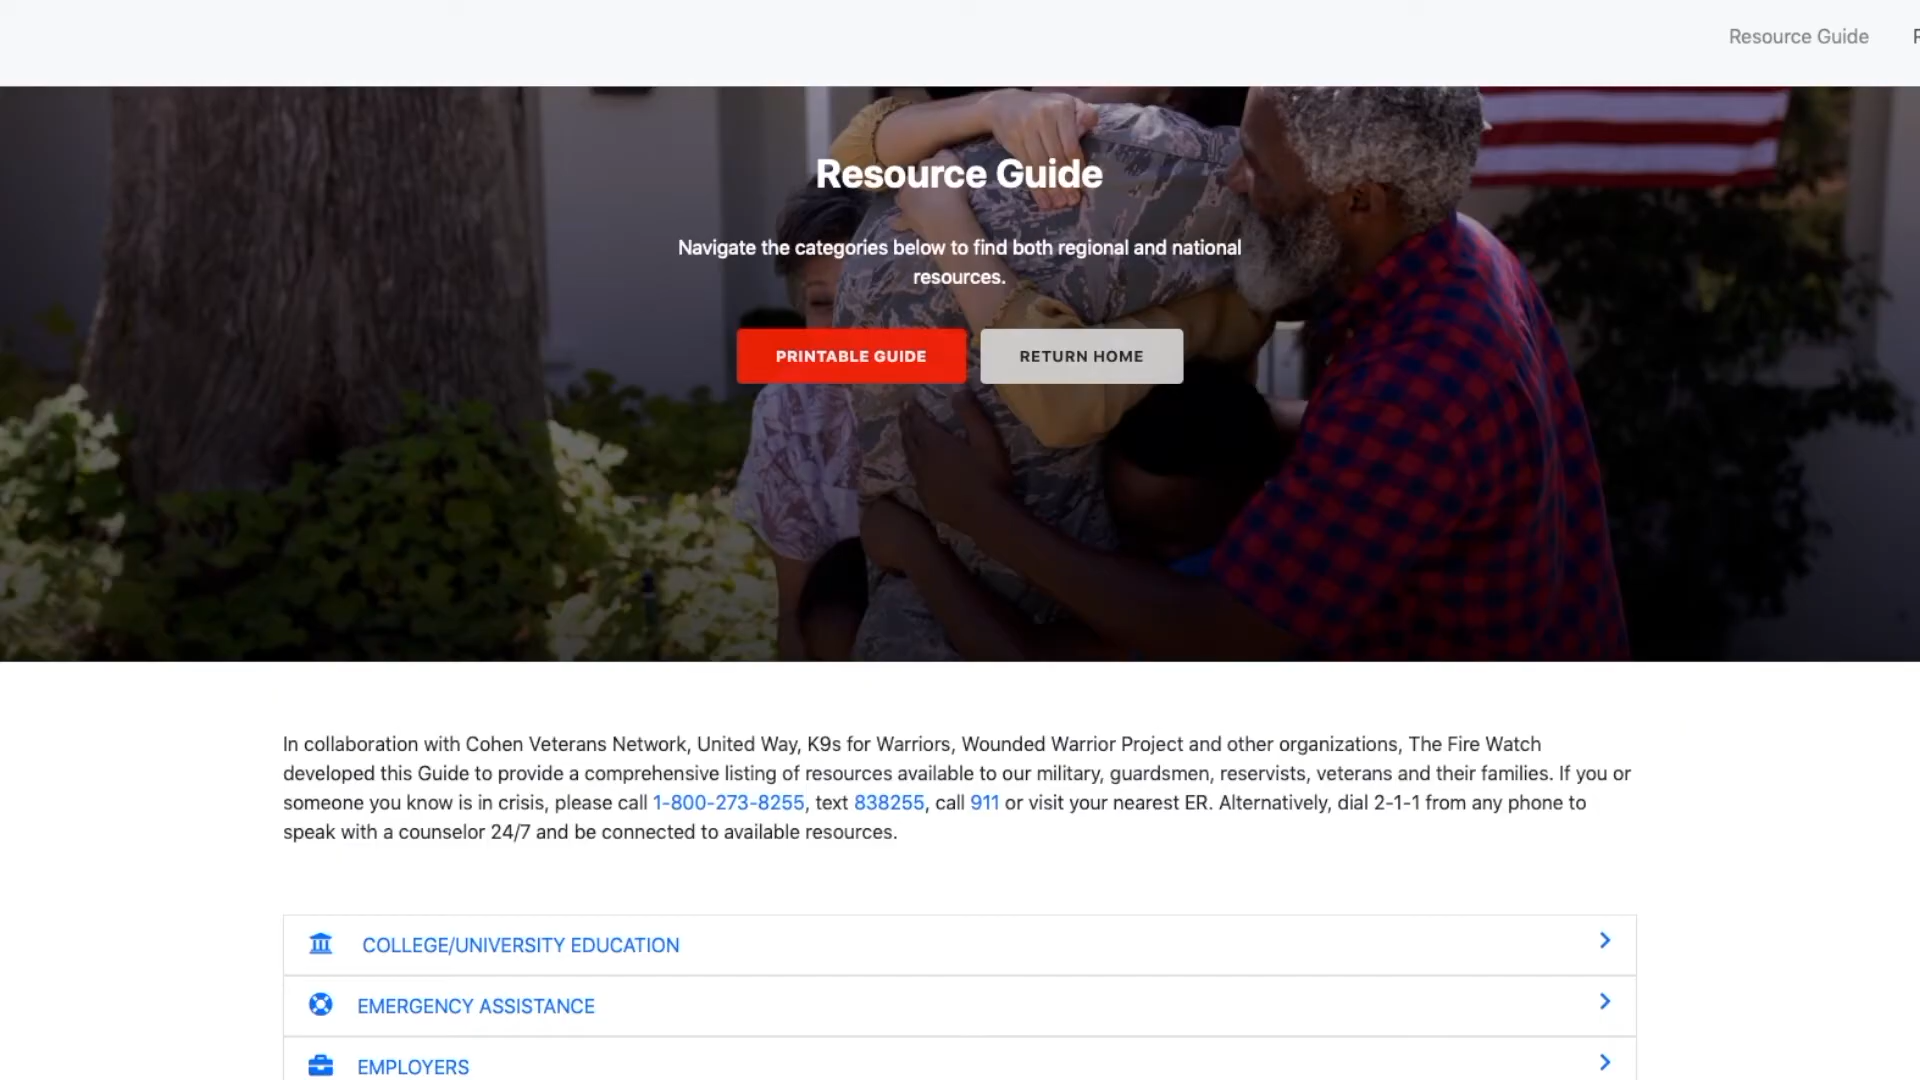 Resource Guide
Resource Guide
Navigate the categories below to find both regional and national
resources.
PRINTABLE GUIDE
RETURN HOME
In collaboration with Cohen Veterans Network, United Way, K9s for Warriors, Wounded Warrior Project and other organizations, The Fire Watch
developed this Guide to provide a comprehensive listing of resources available to our military, guardsmen, reservists, veterans and their families. If you or
someone you know is in crisis, please call 1-800-273-8255, text 838255, call 911 or visit your nearest ER. Alternatively, dial 2-1-1 from any phone to
speak with a counselor 24/7 and be connected to available resources.
COLLEGE/UNIVERSITY EDUCATION
EMERGENCY ASSISTANCE
EMPLOYERS